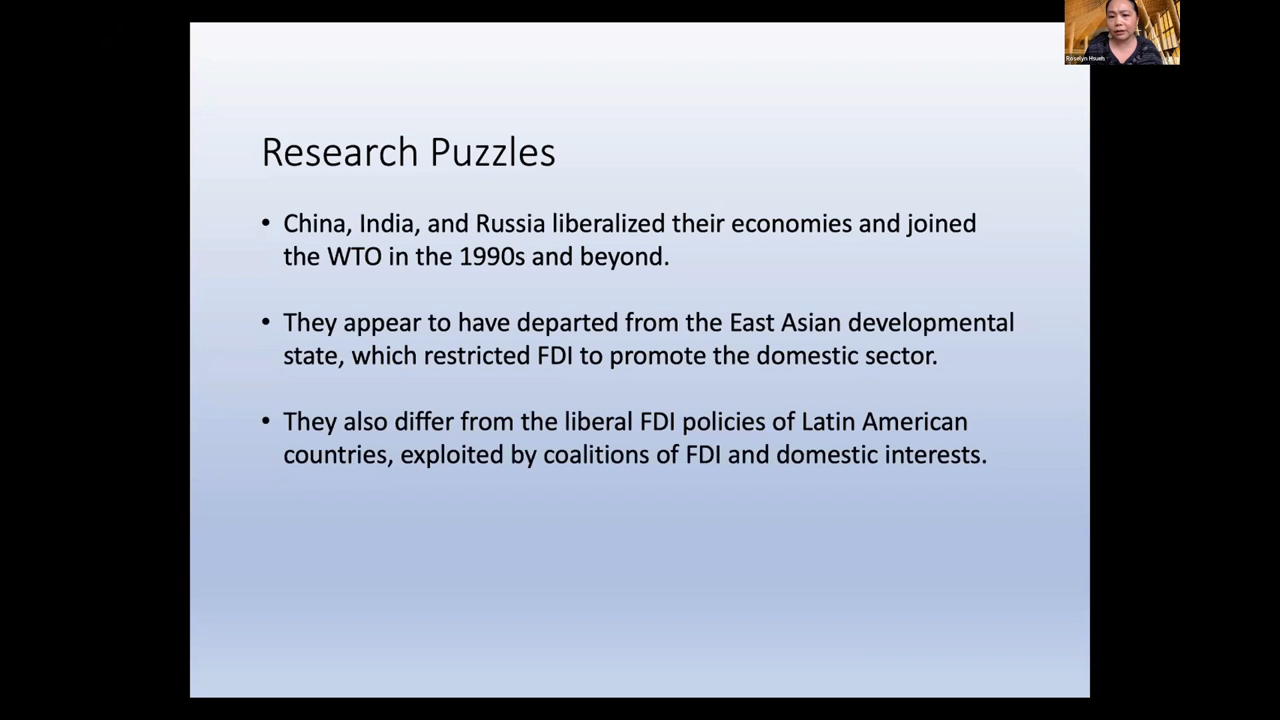 Roselyn Hsueh
Research Puzzles
• China, India, and Russia liberalized their economies and joined
the WTO in the 1990s and beyond.
• They appear to have departed from the East Asian developmental
state, which restricted FDI to promote the domestic sector.
• They also differ from the liberal FDI policies of Latin American
countries, exploited by coalitions of FDI and domestic interests.